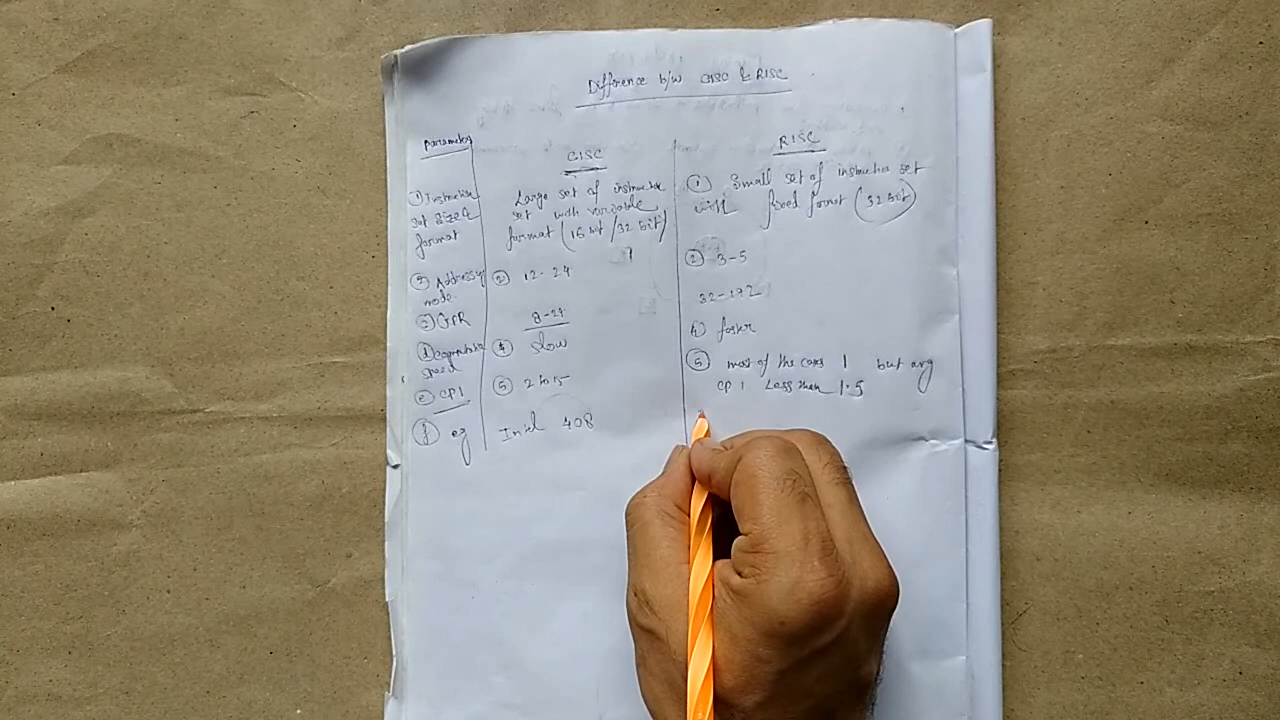 Difference b/w CISC & RISC
Parameter
CISC
RISC
① Instruction
set size &
format
Large set of instruction
set with variable
format (16 bit /32 bit)
① Small set of instruction set
with fixed format (32 bit)
② Addressing
mode.
② 12-24
② 3-5
③ GPR
8-24
32-192
④ computation
speed
④ slow
④ faster
⑤ CPI
⑤ 2 to 15
⑤ most of the cases 1 but avg
CPI Less than 1.5
ⓕ eg
Intel 408